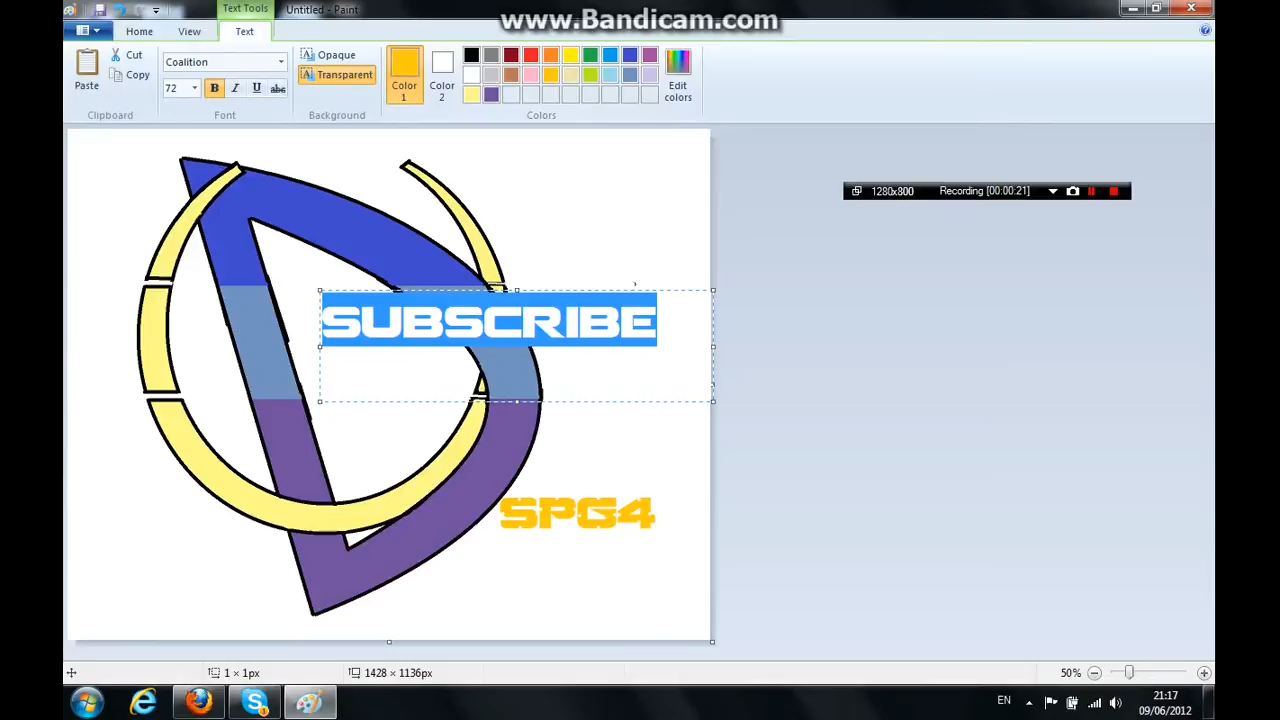 www.Bandicam.com
Text Tools
Untitled - Paint
Home
View
Text
Paste
Cut
Copy
Clipboard
Coalition
72
B
I
U
abc
Font
Opaque
Transparent
Background
Color 1
Color 2
Edit colors
Colors
1280x800
Recording [00:00:21]
SUBSCRIBE
SPG4
1 × 1px
1428 × 1136px
50%
EN
21:17
09/06/2012